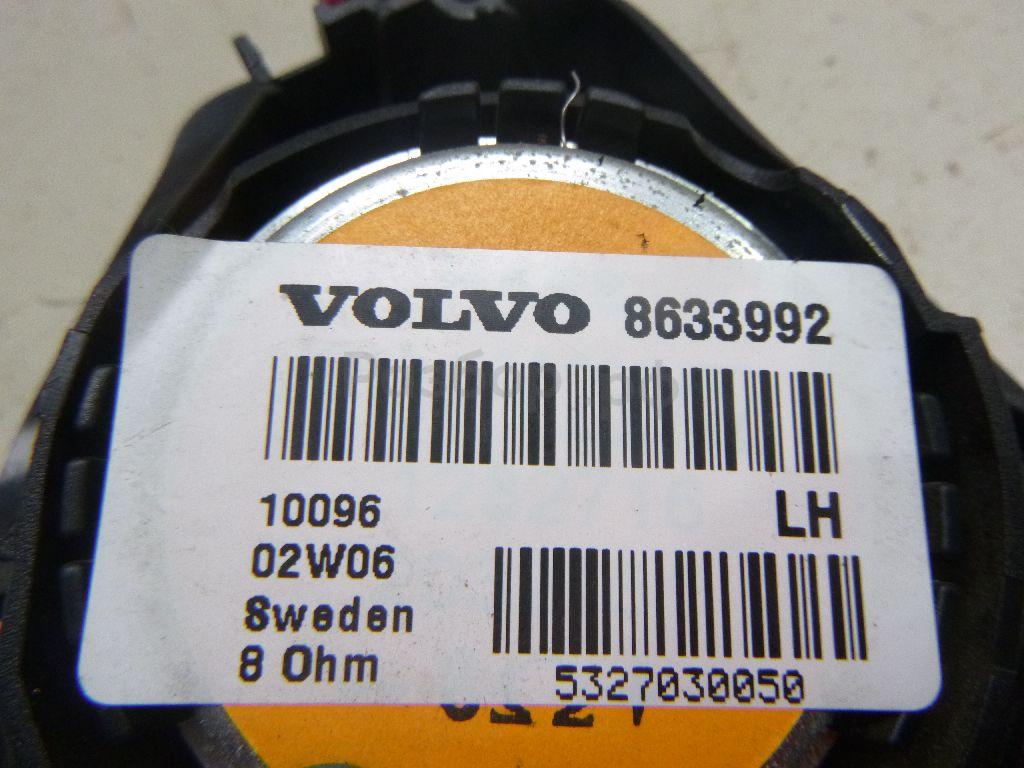 VOLVO 8633992
10096 LH
02W06
Sweden
8 Ohm
5327030050